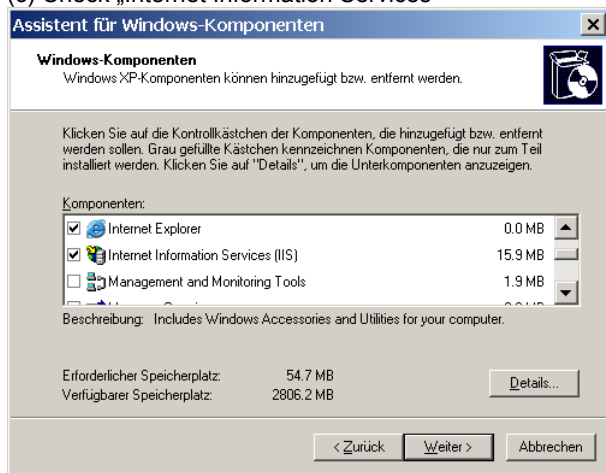 (c) Check „Internet Information Services“
Assistent für Windows-Komponenten
Windows-Komponenten
Windows XP-Komponenten können hinzugefügt bzw. entfernt werden.
Klicken Sie auf die Kontrollkästchen der Komponenten, die hinzugefügt bzw. entfernt
werden sollen. Grau gefüllte Kästchen kennzeichnen Komponenten, die nur zum Teil
installiert werden. Klicken Sie auf "Details", um die Unterkomponenten anzuzeigen.
Komponenten:
Internet Explorer 0.0 MB
Internet Information Services (IIS) 15.9 MB
Management and Monitoring Tools 1.9 MB
Beschreibung: Includes Windows Accessories and Utilities for your computer.
Erforderlicher Speicherplatz: 54.7 MB
Verfügbarer Speicherplatz: 2806.2 MB
Details...
< Zurück Weiter > Abbrechen